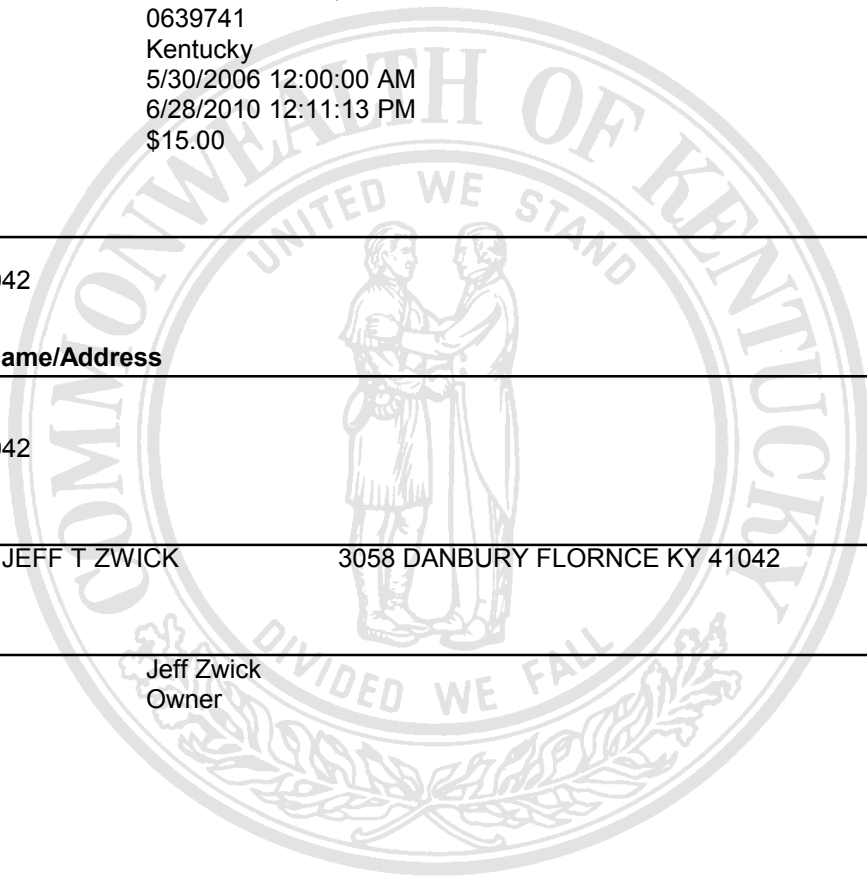 0639741
Kentucky
5/30/2006 12:00:00 AM
6/28/2010 12:11:13 PM
$15.00
COMMONWEALTH OF KENTUCKY
UNITED WE STAND
042
ame/Address
042
JEFF T ZWICK 3058 DANBURY FLORNCE KY 41042
DIVIDED WE FALL
Jeff Zwick
Owner